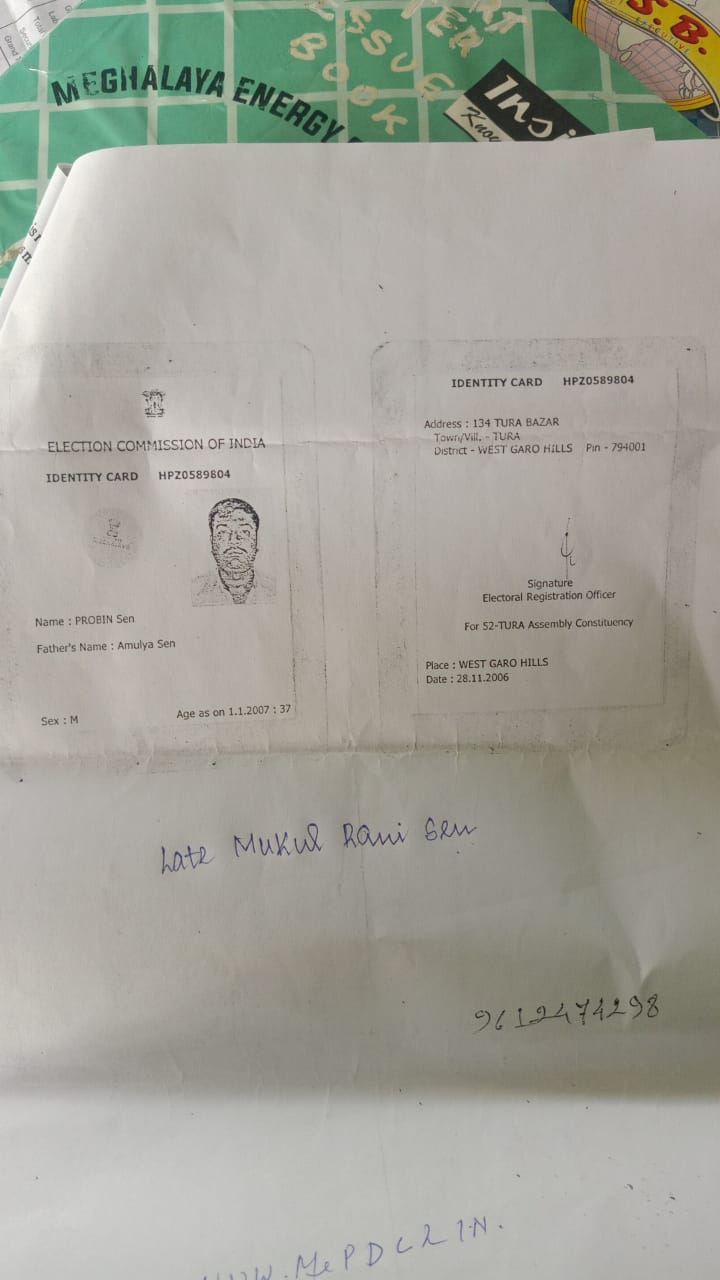 ISSUE
BOOK
MEGHALAYA ENERGY
Insi
S.B.
ELECTION COMMISSION OF INDIA
IDENTITY CARD HPZ0589804
Name : PROBIN Sen
Father's Name : Amulya Sen
Sex : M Age as on 1.1.2007 : 37
IDENTITY CARD HPZ0589804
Address : 134 TURA BAZAR
Town/Vill. - TURA
District - WEST GARO HILLS Pin - 794001
Signature
Electoral Registration Officer
For 52-TURA Assembly Constituency
Place : WEST GARO HILLS
Date : 28.11.2006
Late Mukul Rani Sen
9612474298